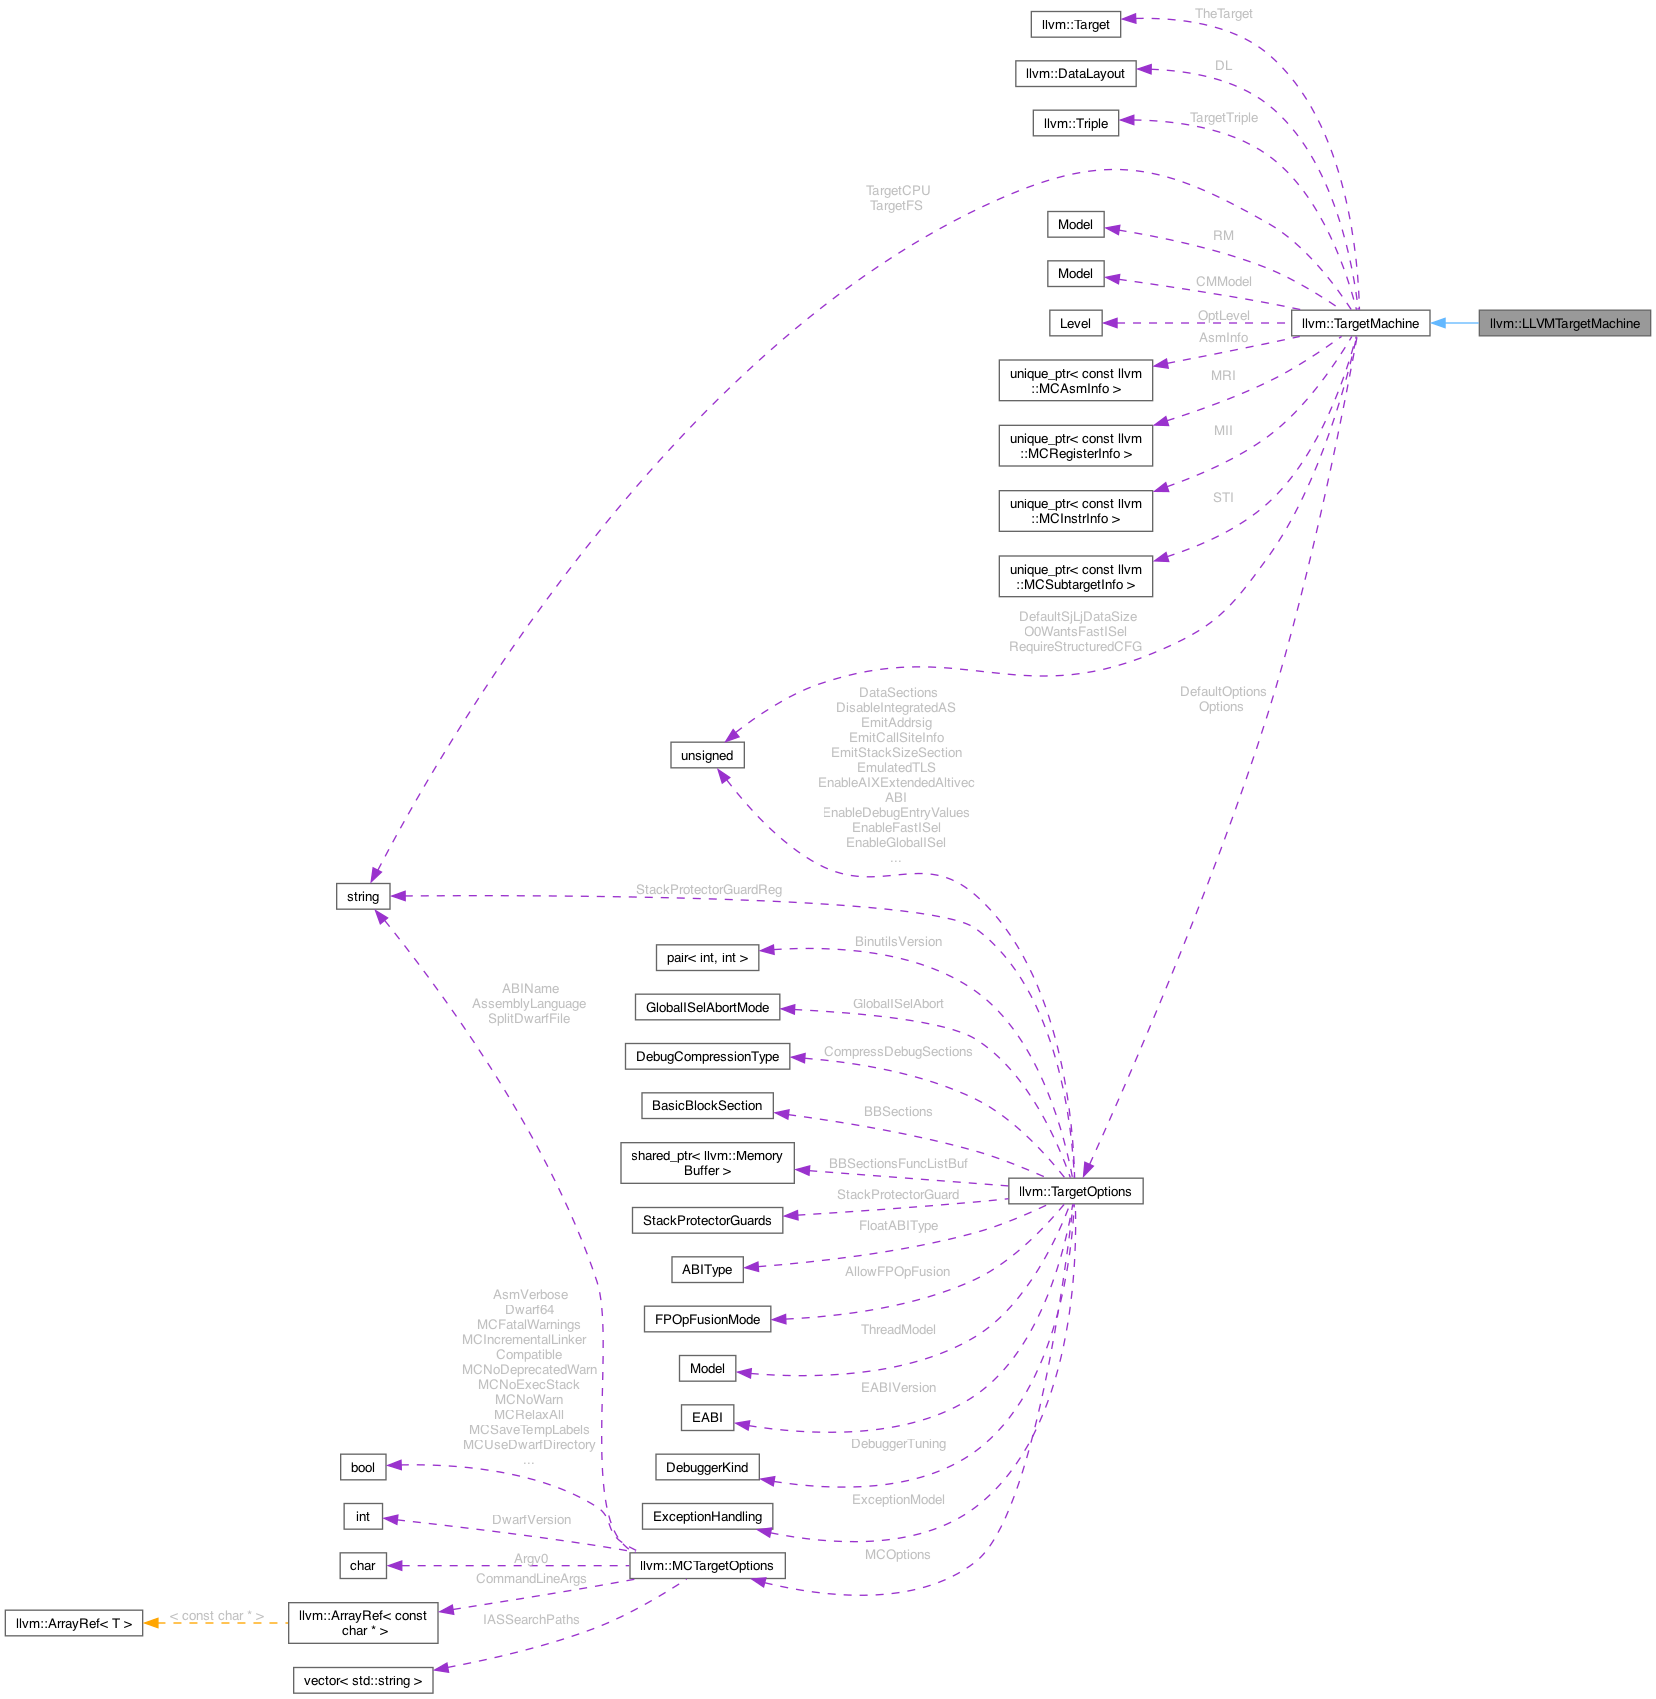 TheTarget
llvm::Target
DL
llvm::DataLayout
TargetTriple
llvm::Triple
TargetCPU
TargetFS
Model
RM
Model
CMModel
OptLevel
Level
llvm::TargetMachine
llvm::LLVMTargetMachine
AsmInfo
unique_ptr< const llvm
::MCAsmInfo >
MRI
unique_ptr< const llvm
::MCRegisterInfo >
MII
unique_ptr< const llvm
::MCInstrInfo >
STI
unique_ptr< const llvm
::MCSubtargetInfo >
DefaultSjLjDataSize
O0WantsFastISel
RequireStructuredCFG
DefaultOptions
Options
DataSections
DisableIntegratedAS
EmitAddrsig
EmitCallSiteInfo
EmitStackSizeSection
EmulatedTLS
EnableAIXExtendedAltivec
ABI
EnableDebugEntryValues
EnableFastISel
EnableGlobalISel
...
unsigned
string
StackProtectorGuardReg
BinutilsVersion
pair< int, int >
ABIName
AssemblyLanguage
SplitDwarfFile
GlobalISelAbortMode
GlobalISelAbort
DebugCompressionType
CompressDebugSections
BasicBlockSection
BBSections
shared_ptr< llvm::Memory
Buffer >
BBSectionsFuncListBuf
llvm::TargetOptions
StackProtectorGuard
StackProtectorGuards
FloatABIType
ABIType
AllowFPOpFusion
FPOpFusionMode
ThreadModel
Model
EABIVersion
EABI
AsmVerbose
Dwarf64
MCFatalWarnings
MCIncrementalLinker
Compatible
MCNoDeprecatedWarn
MCNoExecStack
MCNoWarn
MCRelaxAll
MCSaveTempLabels
MCUseDwarfDirectory
...
DebuggerTuning
DebuggerKind
bool
ExceptionModel
ExceptionHandling
int
DwarfVersion
MCOptions
char
Argv0
llvm::MCTargetOptions
CommandLineArgs
llvm::ArrayRef< T >
< const char * >
llvm::ArrayRef< const
char * >
IASSearchPaths
vector< std::string >